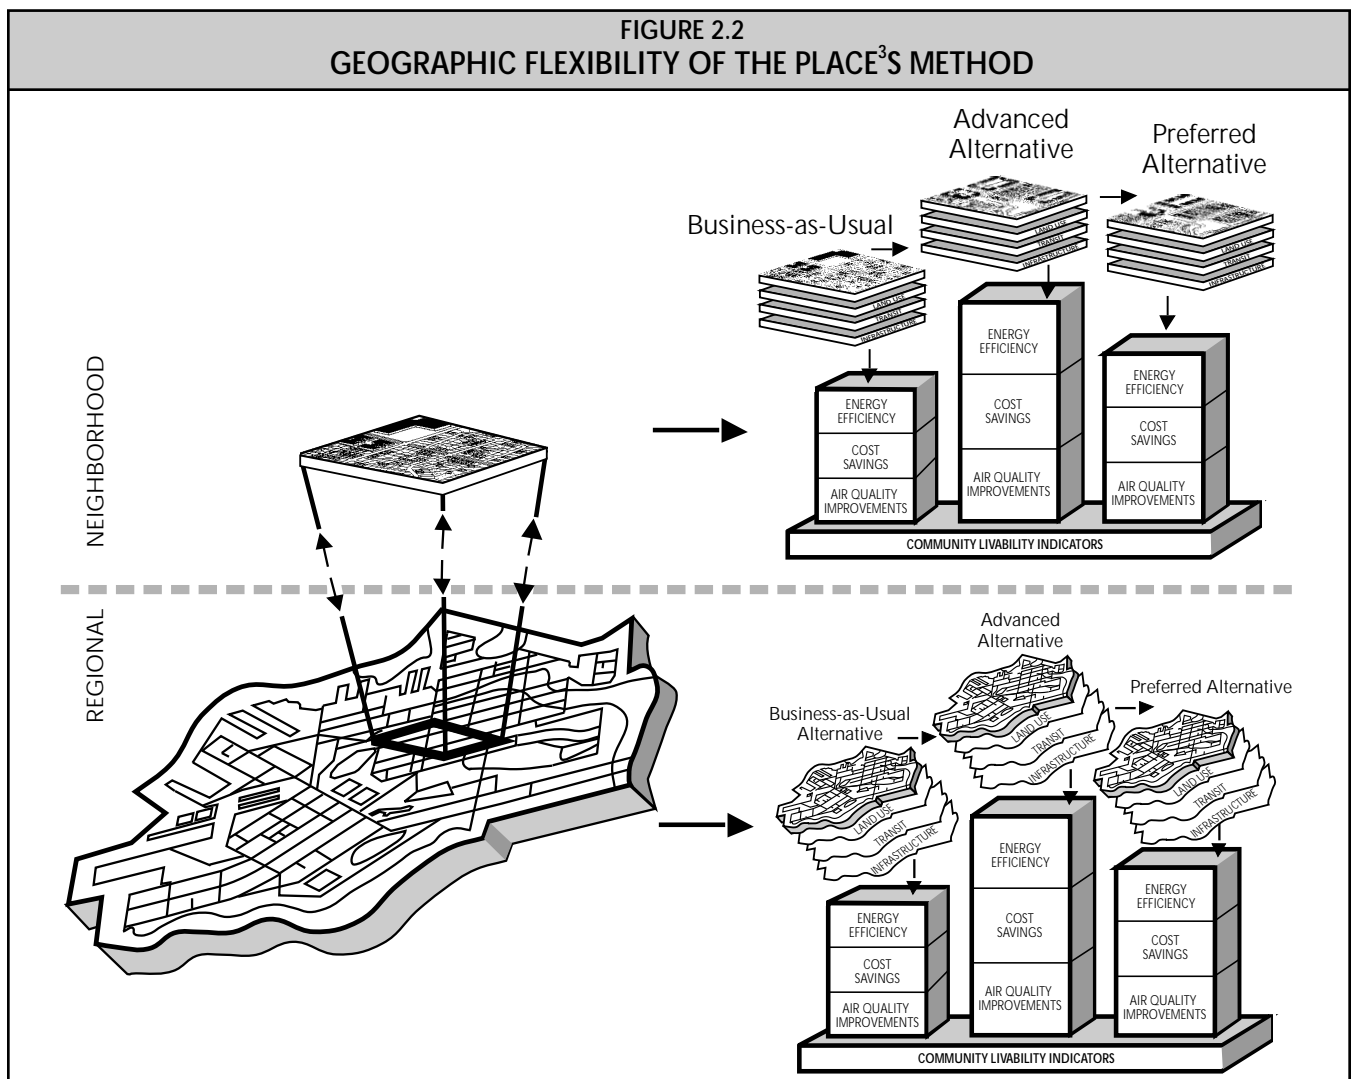 FIGURE 2.2
GEOGRAPHIC FLEXIBILITY OF THE PLACE³S METHOD
NEIGHBORHOOD
Business-as-Usual
LAND USE
TRANSIT
INFRASTRUCTURE
Advanced
Alternative
LAND USE
TRANSIT
INFRASTRUCTURE
Preferred
Alternative
LAND USE
TRANSIT
INFRASTRUCTURE
ENERGY
EFFICIENCY
COST
SAVINGS
AIR QUALITY
IMPROVEMENTS
ENERGY
EFFICIENCY
COST
SAVINGS
AIR QUALITY
IMPROVEMENTS
ENERGY
EFFICIENCY
COST
SAVINGS
AIR QUALITY
IMPROVEMENTS
COMMUNITY LIVABILITY INDICATORS
REGIONAL
Business-as-Usual
Alternative
LAND USE
TRANSIT
INFRASTRUCTURE
Advanced
Alternative
LAND USE
TRANSIT
INFRASTRUCTURE
Preferred Alternative
LAND USE
TRANSIT
INFRASTRUCTURE
ENERGY
EFFICIENCY
COST
SAVINGS
AIR QUALITY
IMPROVEMENTS
ENERGY
EFFICIENCY
COST
SAVINGS
AIR QUALITY
IMPROVEMENTS
ENERGY
EFFICIENCY
COST
SAVINGS
AIR QUALITY
IMPROVEMENTS
COMMUNITY LIVABILITY INDICATORS